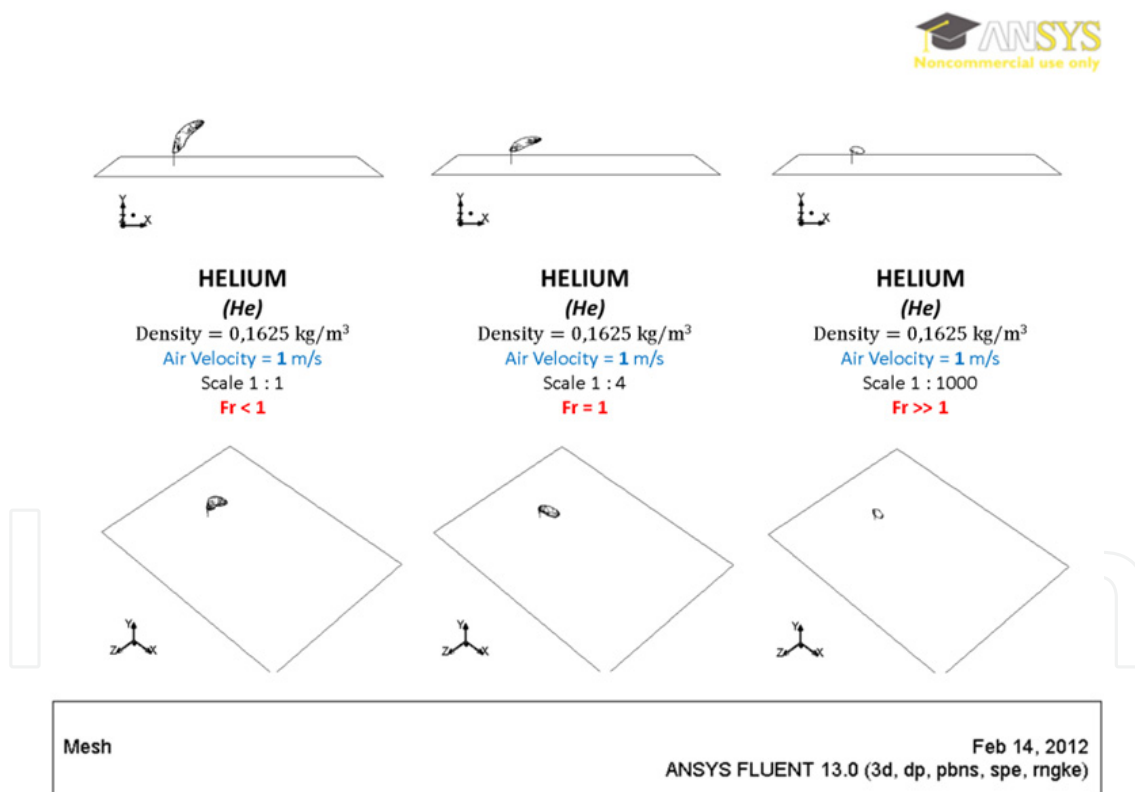 ANSYS
Noncommercial use only
Y
Z X
Y
Z X
Y
Z X
HELIUM
(He)
Density = 0,1625 kg/m³
Air Velocity = 1 m/s
Scale 1 : 1
Fr < 1
HELIUM
(He)
Density = 0,1625 kg/m³
Air Velocity = 1 m/s
Scale 1 : 4
Fr = 1
HELIUM
(He)
Density = 0,1625 kg/m³
Air Velocity = 1 m/s
Scale 1 : 1000
Fr >> 1
Y
Z X
Y
Z X
Y
Z X
Mesh
Feb 14, 2012
ANSYS FLUENT 13.0 (3d, dp, pbns, spe, rngke)